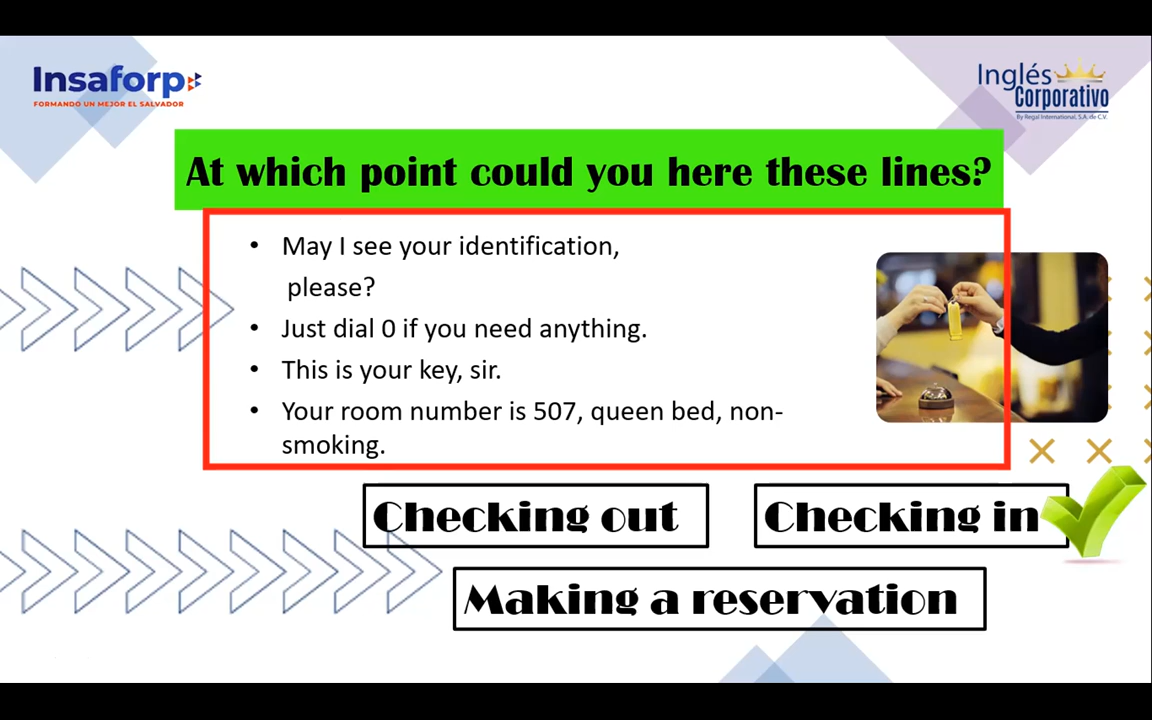 Insaforp
FORMANDO UN MEJOR EL SALVADOR
Inglés
Corporativo
By Regal International, S.A. de C.V.
At which point could you here these lines?
• May I see your identification,
please?
• Just dial 0 if you need anything.
• This is your key, sir.
• Your room number is 507, queen bed, non-
smoking.
Checking out
Checking in
Making a reservation